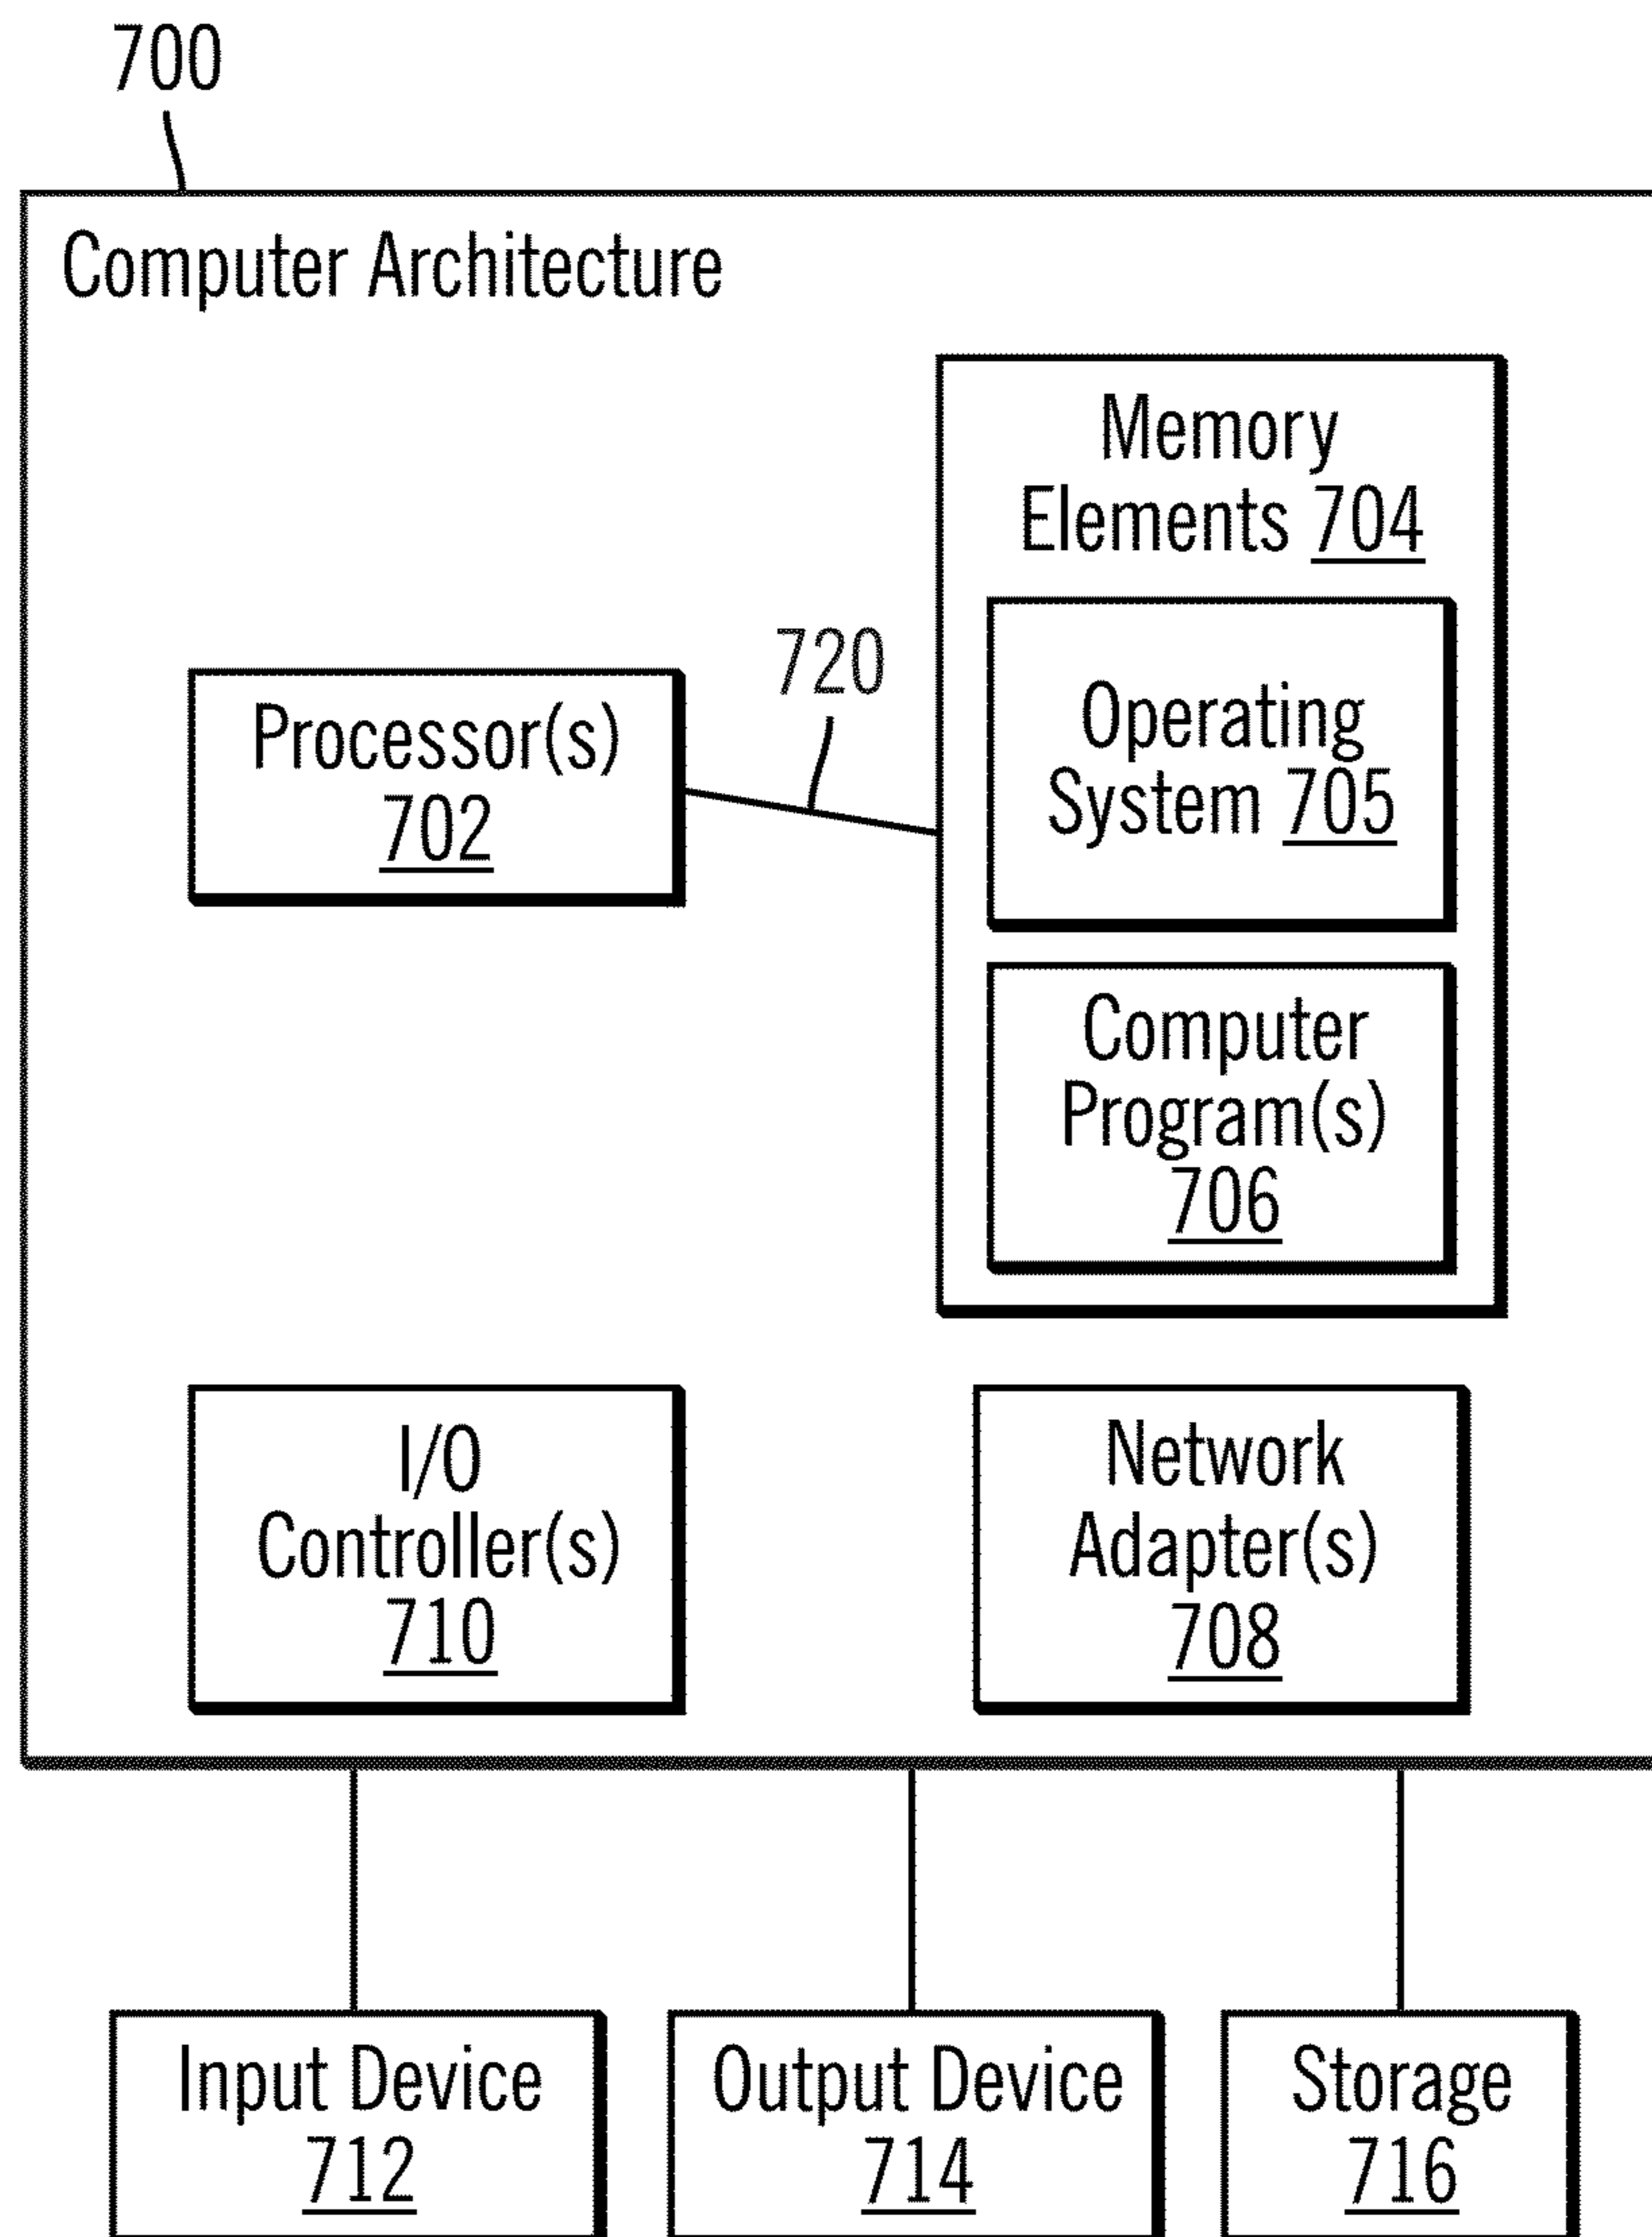 700
Computer Architecture
Memory
Elements 704
720
Processor(s)
702
Operating
System 705
Computer
Program(s)
706
I/O
Controller(s)
710
Network
Adapter(s)
708
Input Device
712
Output Device
714
Storage
716